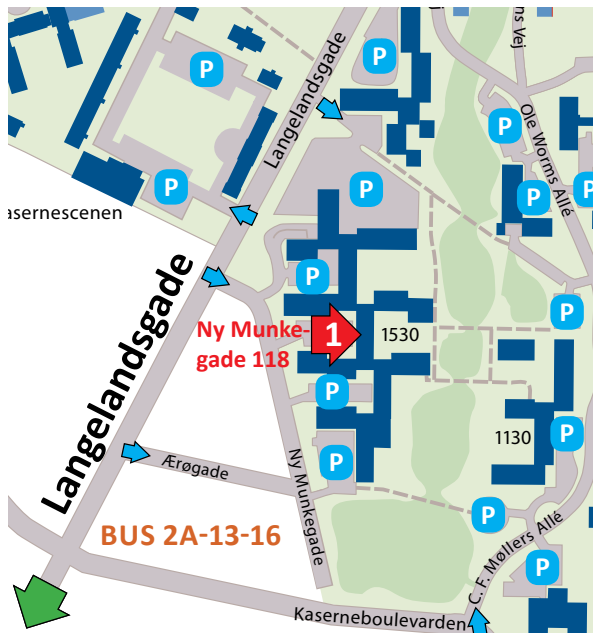 P
P
ms Vej
Langelandsgade
P
Ole Worms Allé
P
P
P
P
asernescenen
P
Langelandsgade
P
Ny Munke-
gade 118
1
1530
P
1130
P
P
Ærøgade
Ny Munkegade
P
BUS 2A-13-16
C. F. Møllers Allé
P
Kaserneboulevarden